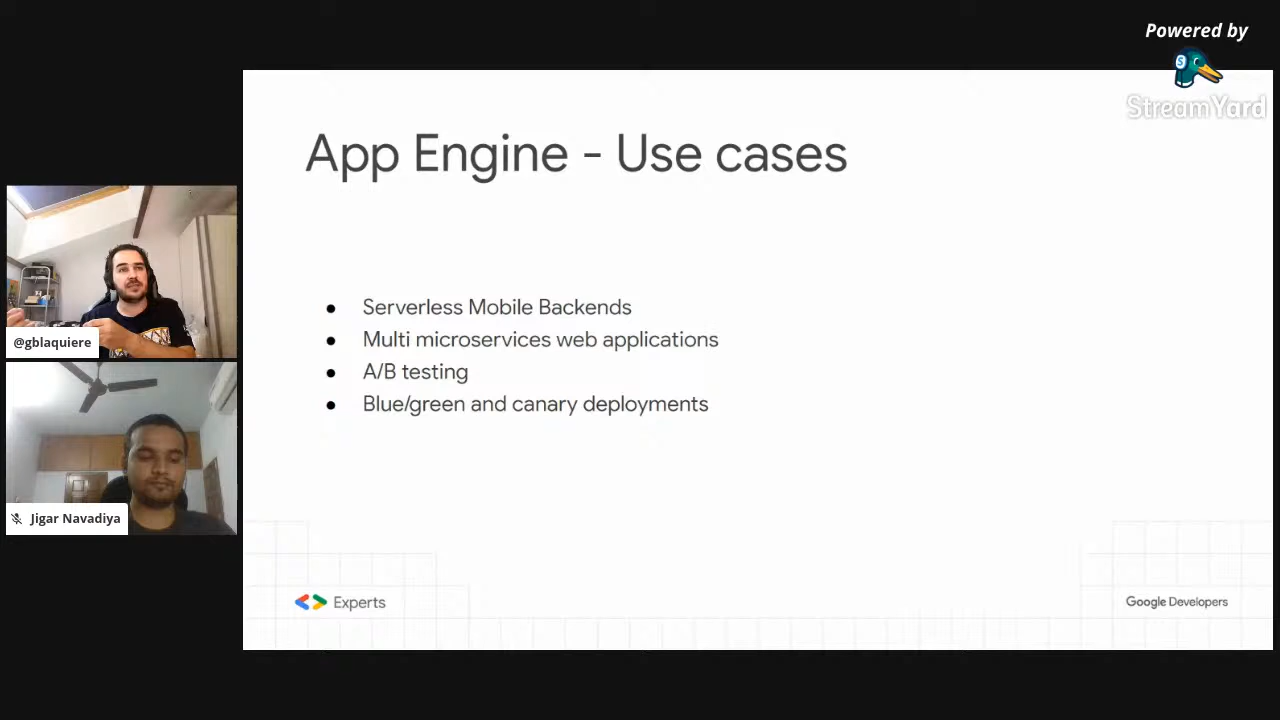 Powered by
StreamYard
App Engine - Use cases
@gblaquiere
Jigar Navadiya
● Serverless Mobile Backends
● Multi microservices web applications
● A/B testing
● Blue/green and canary deployments
Experts
Google Developers